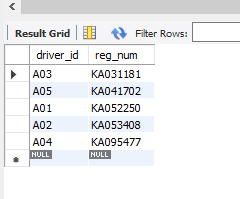 Result Grid Filter Rows:
driver_id reg_num
A03 KA031181
A05 KA041702
A01 KA052250
A02 KA053408
A04 KA095477
NULL NULL